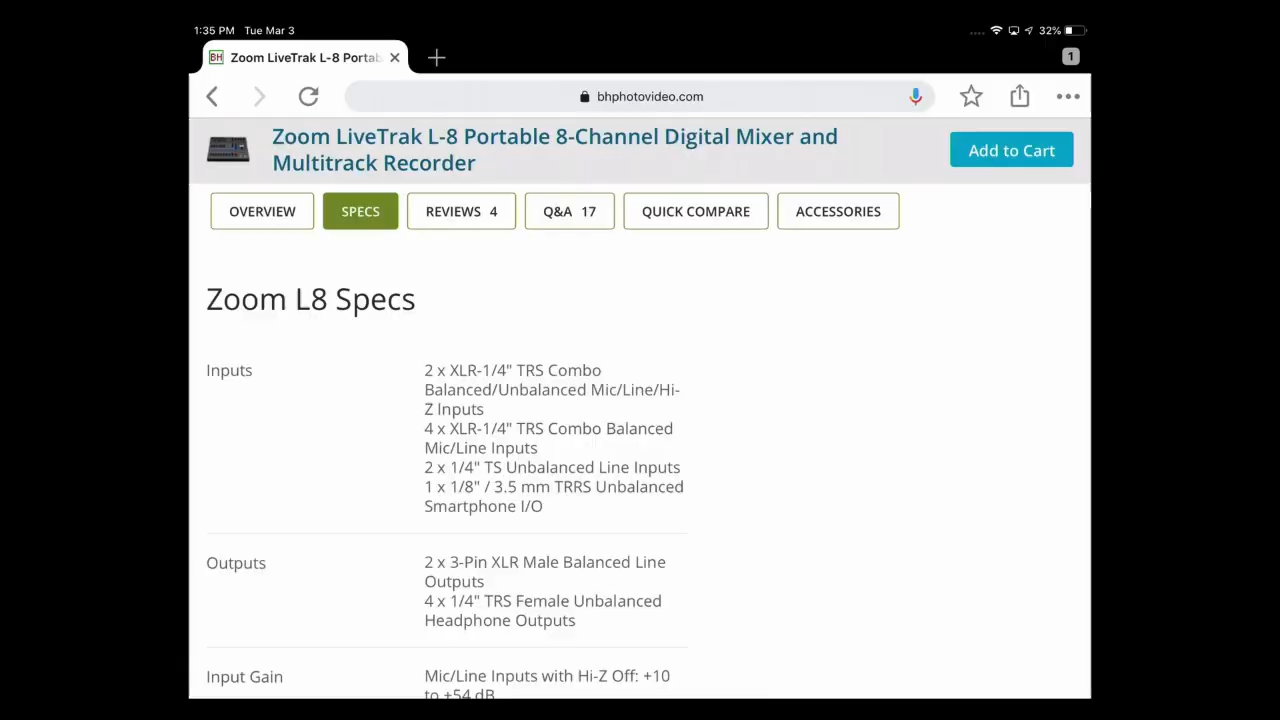 1:35 PM Tue Mar 3
32%
BH Zoom LiveTrak L-8 Portab
1
bhphotovideo.com
Zoom LiveTrak L-8 Portable 8-Channel Digital Mixer and
Multitrack Recorder
Add to Cart
OVERVIEW
SPECS
REVIEWS 4
Q&A 17
QUICK COMPARE
ACCESSORIES
Zoom L8 Specs
Inputs
2 x XLR-1/4" TRS Combo
Balanced/Unbalanced Mic/Line/Hi-
Z Inputs
4 x XLR-1/4" TRS Combo Balanced
Mic/Line Inputs
2 x 1/4" TS Unbalanced Line Inputs
1 x 1/8" / 3.5 mm TRRS Unbalanced
Smartphone I/O
Outputs
2 x 3-Pin XLR Male Balanced Line
Outputs
4 x 1/4" TRS Female Unbalanced
Headphone Outputs
Input Gain
Mic/Line Inputs with Hi-Z Off: +10
to +54 dB